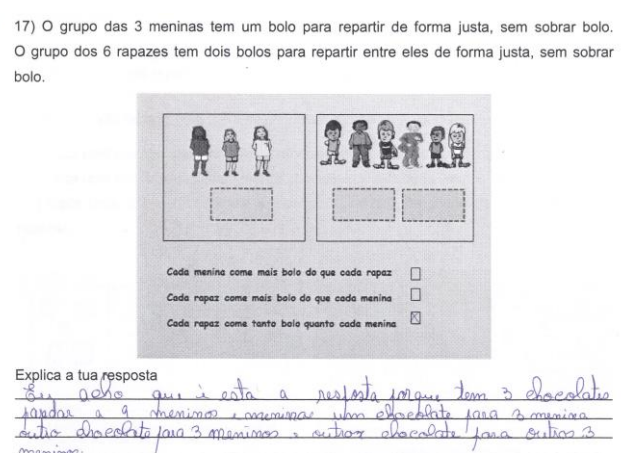 17) O grupo das 3 meninas tem um bolo para repartir de forma justa, sem sobrar bolo.
O grupo dos 6 rapazes tem dois bolos para repartir entre eles de forma justa, sem sobrar
bolo.
Cada menina come mais bolo do que cada rapaz
Cada rapaz come mais bolo do que cada menina
Cada rapaz come tanto bolo quanto cada menina X
Explica a tua resposta
Eu acho que é esta a resposta porque tem 3 chocolates
a 9 meninos e meninas um chocolate para 3 menina
outro chocolate para 3 meninos e outros chocolate para outros 3
meninos.